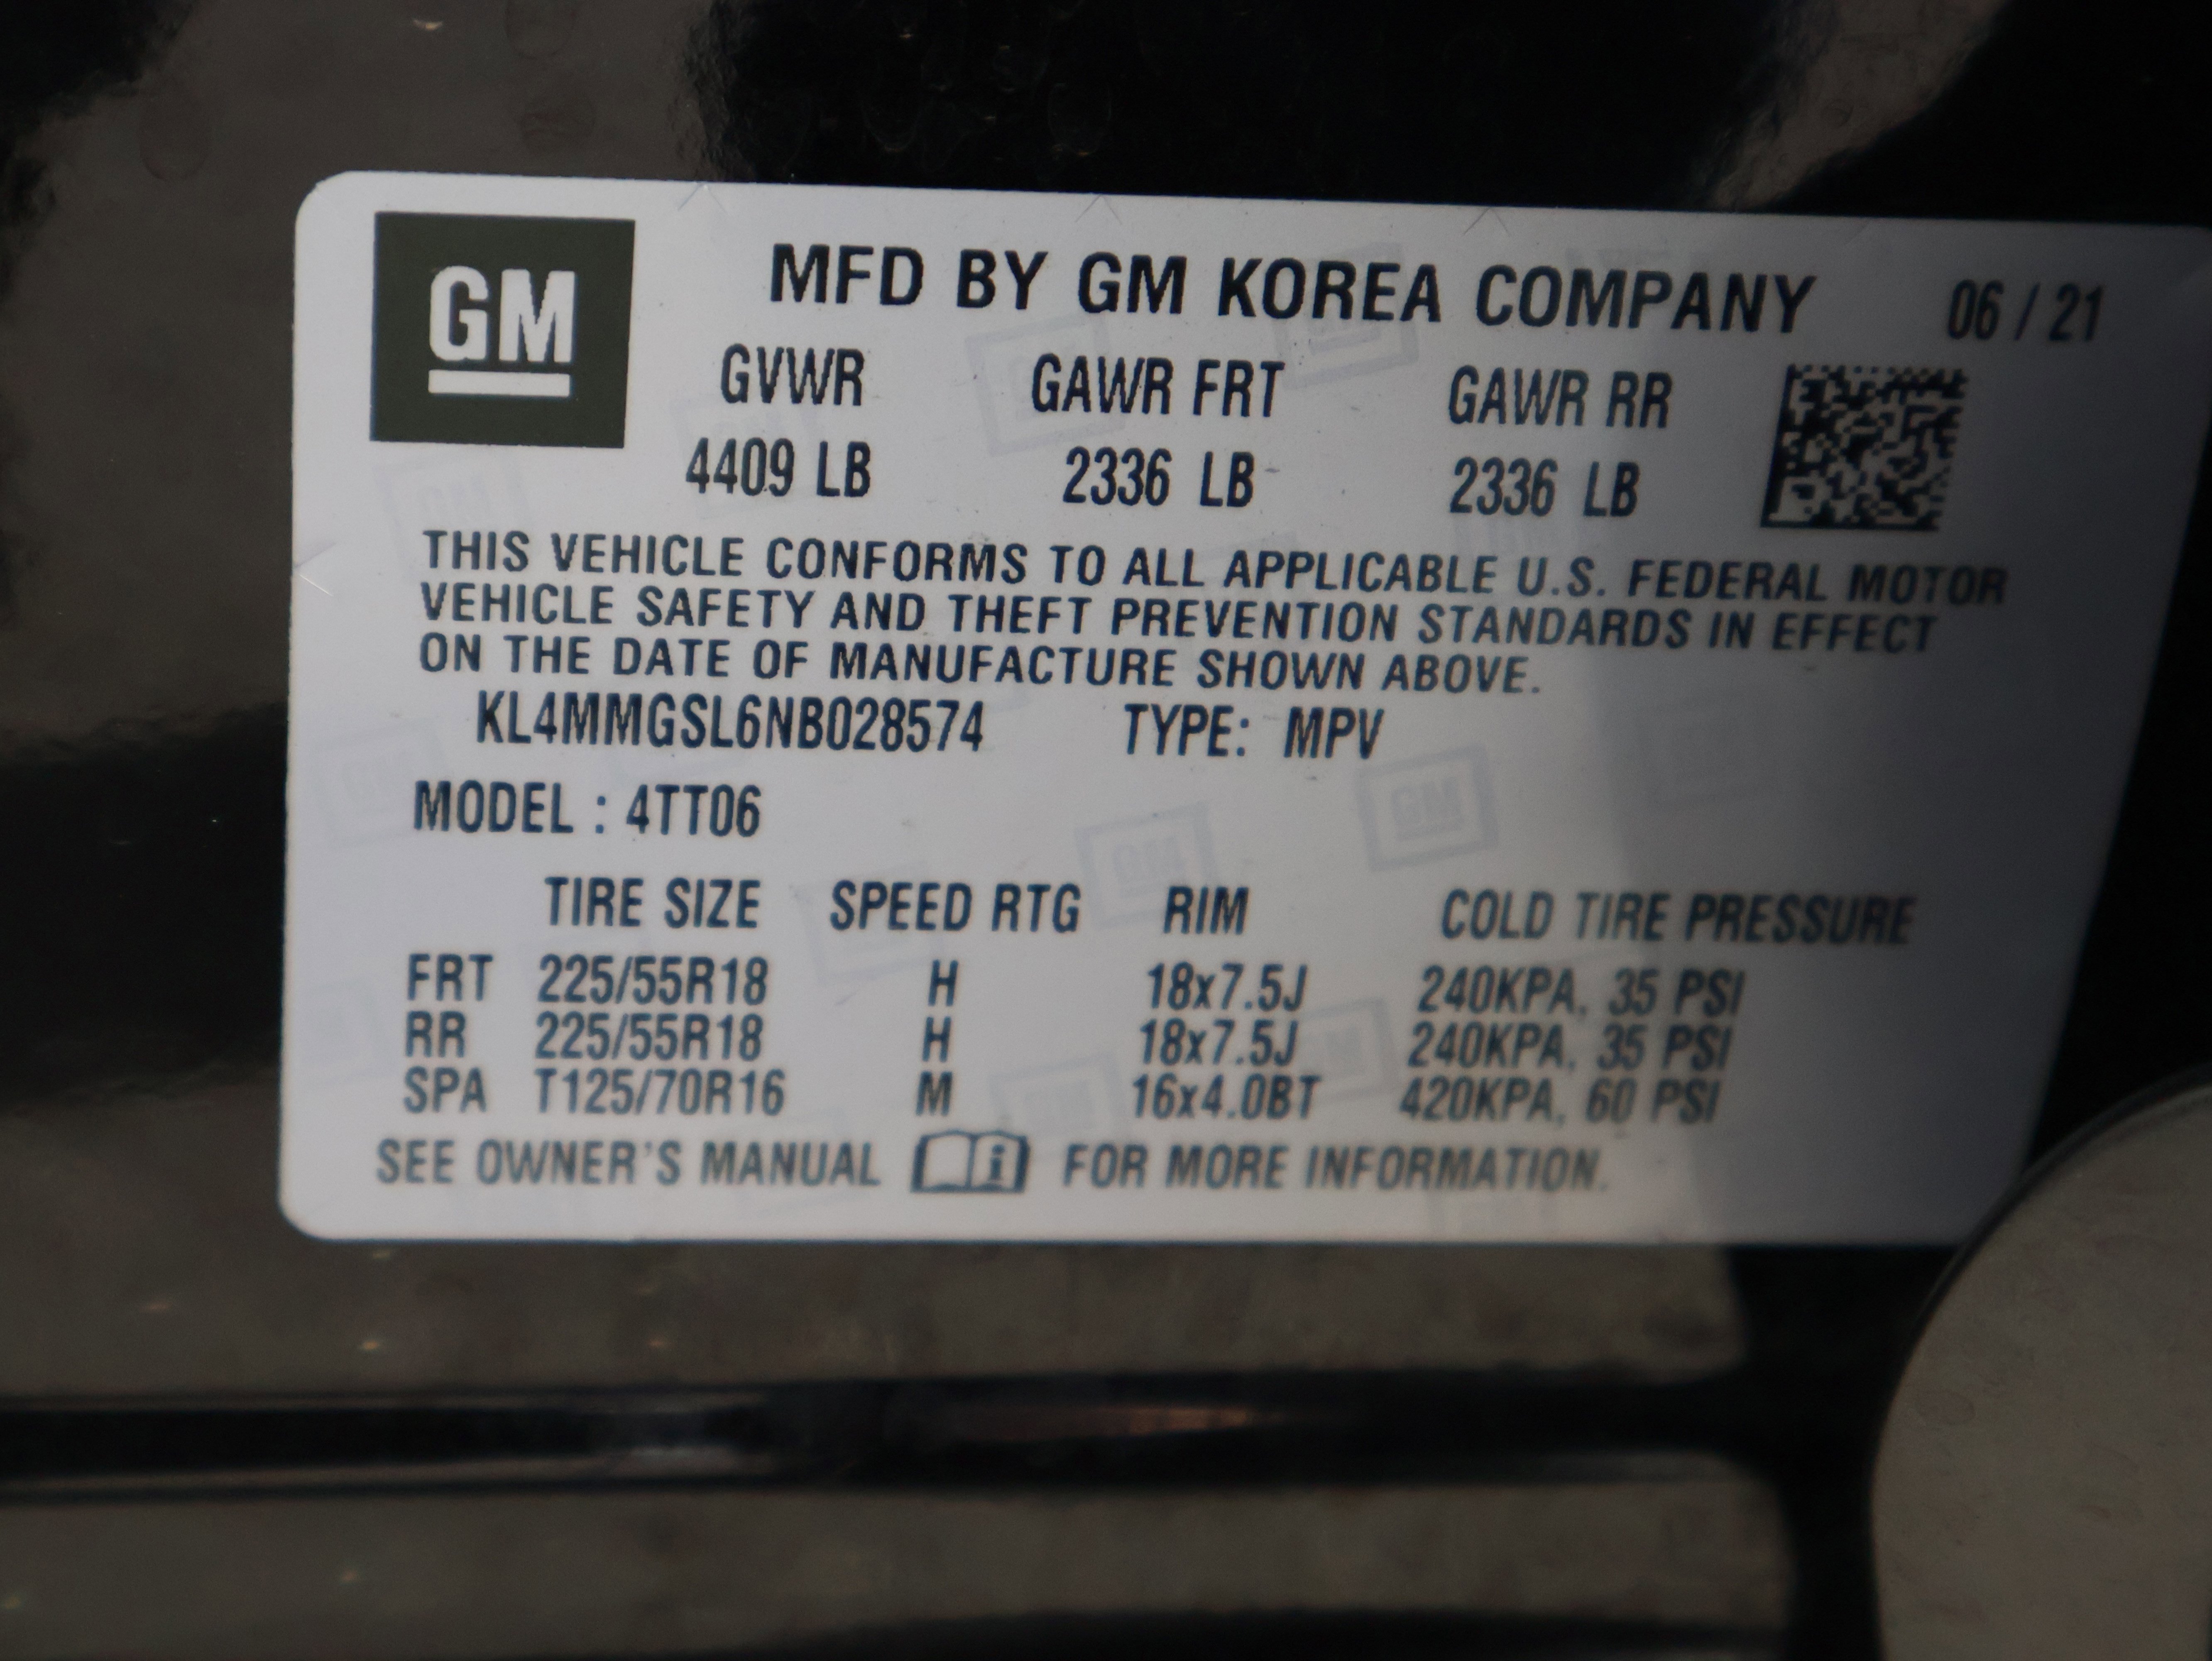 GM
MFD BY GM KOREA COMPANY 06 / 21
GVWR GAWR FRT GAWR RR
4409 LB 2336 LB 2336 LB
THIS VEHICLE CONFORMS TO ALL APPLICABLE U.S. FEDERAL MOTOR
VEHICLE SAFETY AND THEFT PREVENTION STANDARDS IN EFFECT
ON THE DATE OF MANUFACTURE SHOWN ABOVE.
KL4MMGSL6NB028574 TYPE: MPV
MODEL : 4TT06
TIRE SIZE SPEED RTG RIM COLD TIRE PRESSURE
FRT 225/55R18 H 18x7.5J 240KPA, 35 PSI
RR 225/55R18 H 18x7.5J 240KPA, 35 PSI
SPA T125/70R16 M 16x4.0BT 420KPA, 60 PSI
SEE OWNER'S MANUAL i FOR MORE INFORMATION.